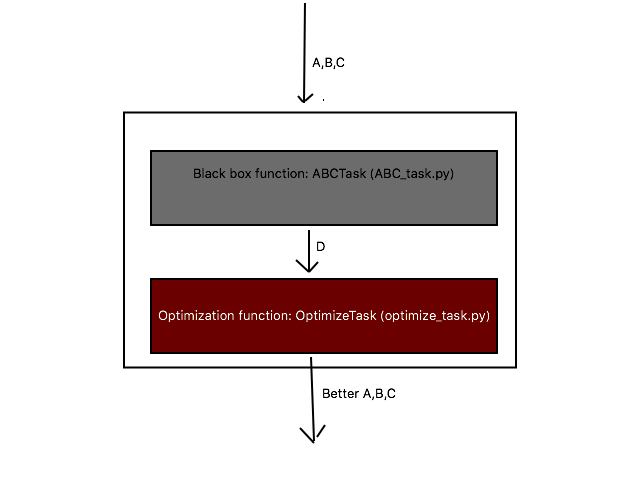 A,B,C
Black box function: ABCTask (ABC_task.py)
D
Optimization function: OptimizeTask (optimize_task.py)
Better A,B,C